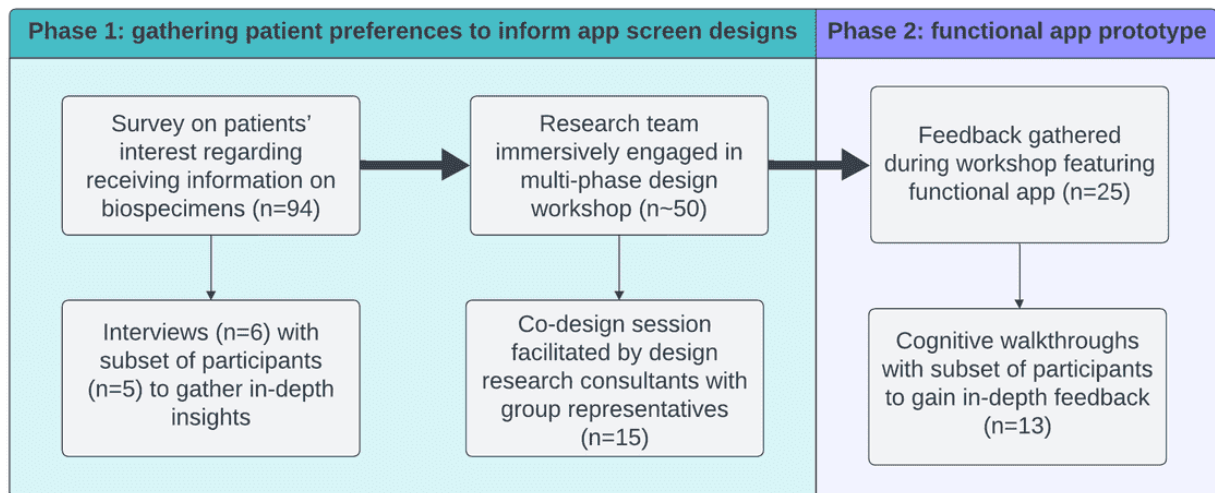 Phase 1: gathering patient preferences to inform app screen designs
Phase 2: functional app prototype
Survey on patients’
interest regarding
receiving information on
biospecimens (n=94)
Research team
immersively engaged in
multi-phase design
workshop (n~50)
Feedback gathered
during workshop featuring
functional app (n=25)
Interviews (n=6) with
subset of participants
(n=5) to gather in-depth
insights
Co-design session
facilitated by design
research consultants with
group representatives
(n=15)
Cognitive walkthroughs
with subset of participants
to gain in-depth feedback
(n=13)